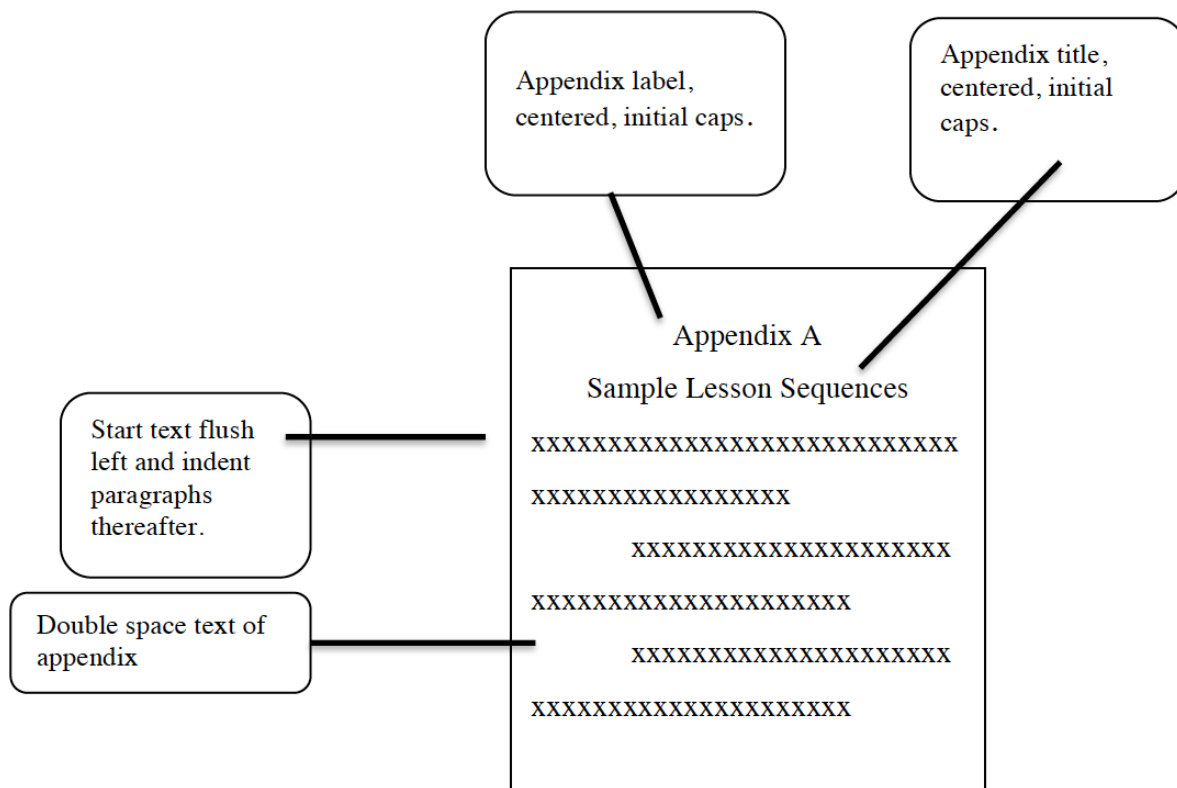 Appendix label,
centered, initial caps.
Appendix title,
centered, initial
caps.
Appendix A
Sample Lesson Sequences
Start text flush
left and indent
paragraphs
thereafter.
Double space text of
appendix
xxxxxxxxxxxxxxxxxxxxxxxxxxxx
xxxxxxxxxxxxxxxxx
xxxxxxxxxxxxxxxxxxxxx
xxxxxxxxxxxxxxxxxxxxx
xxxxxxxxxxxxxxxxxxxxx
xxxxxxxxxxxxxxxxxxxxx